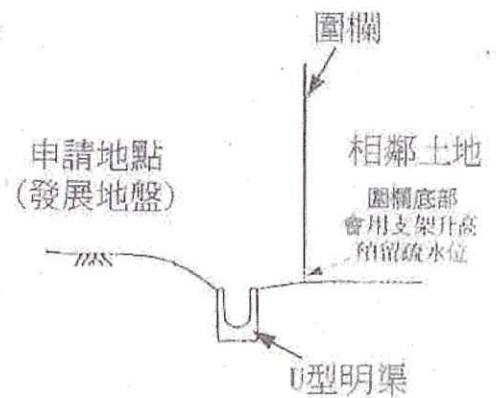 圍欄
申請地點
(發展地盤)
相鄰土地
圍欄底部
會用支架升高
預留疏水位
U型明渠